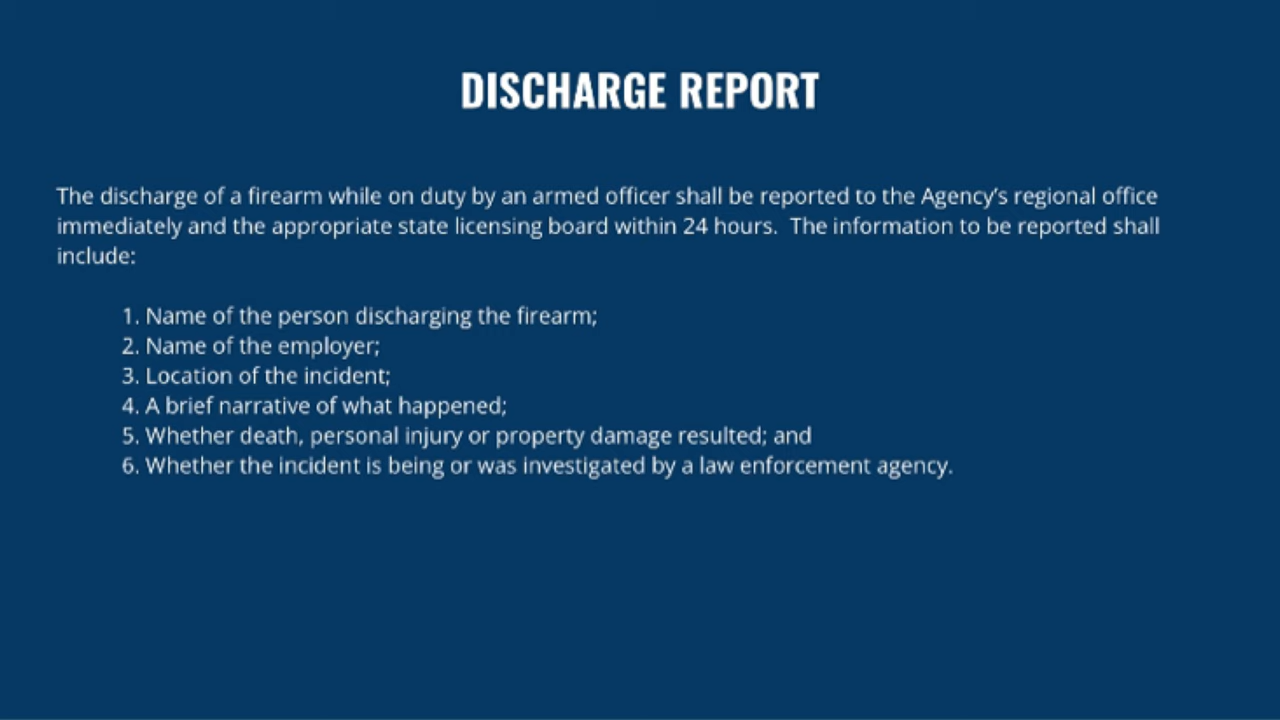 DISCHARGE REPORT
The discharge of a firearm while on duty by an armed officer shall be reported to the Agency's regional office
immediately and the appropriate state licensing board within 24 hours.  The information to be reported shall
include:
1. Name of the person discharging the firearm;
2. Name of the employer;
3. Location of the incident;
4. A brief narrative of what happened;
5. Whether death, personal injury or property damage resulted; and
6. Whether the incident is being or was investigated by a law enforcement agency.